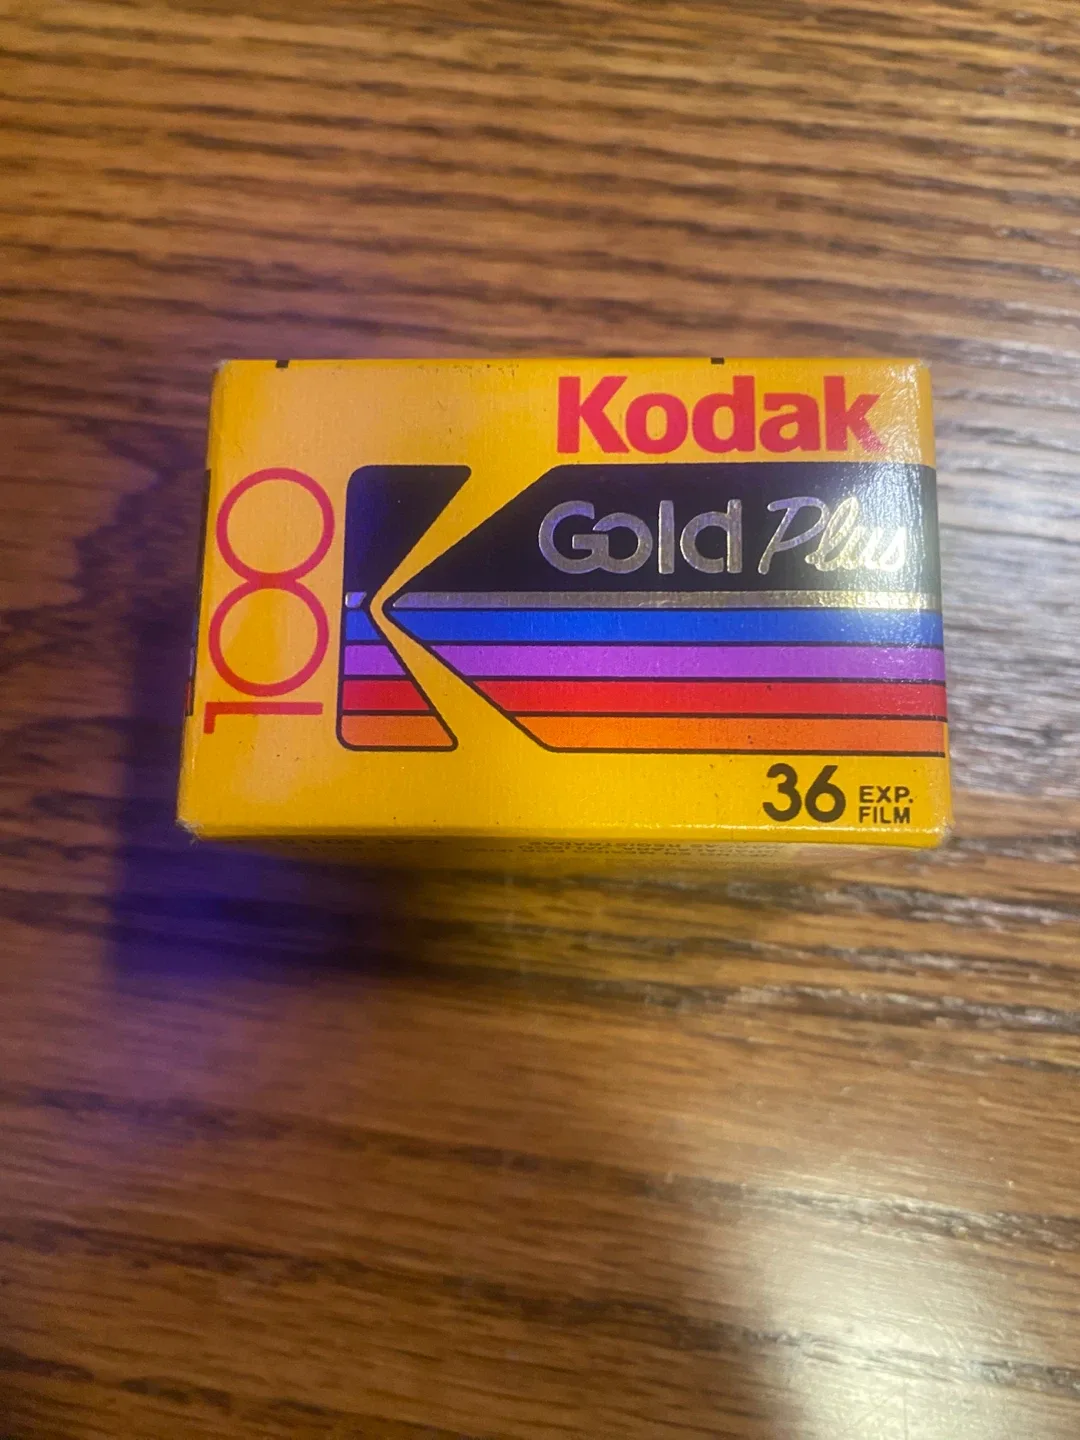 Kodak
100
Gold Plus
36 EXP.
FILM